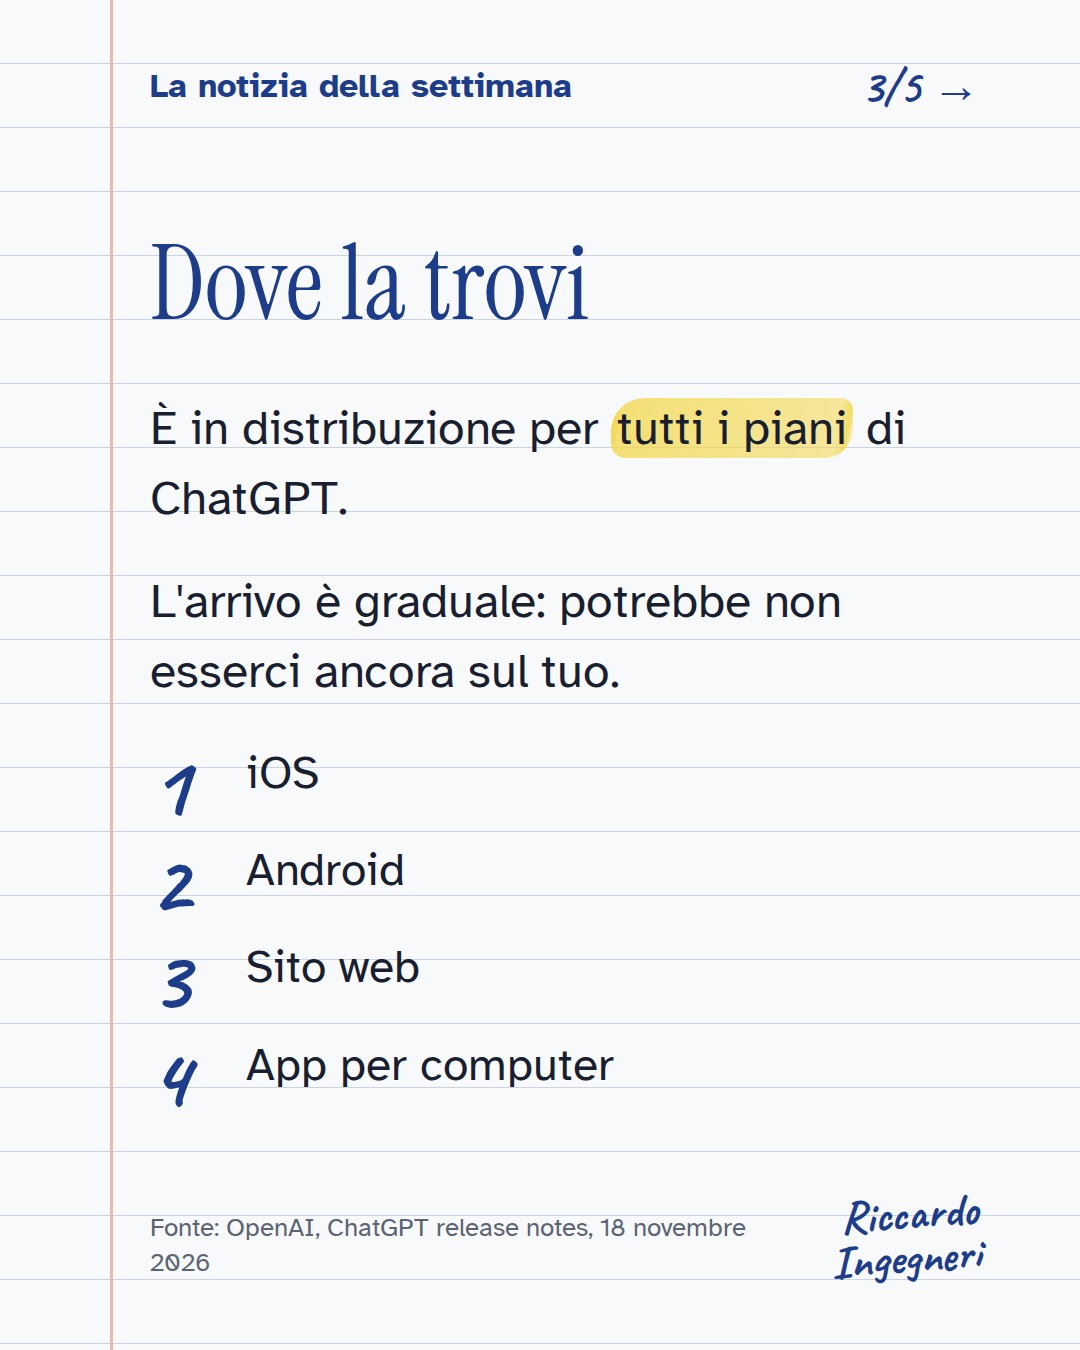 La notizia della settimana
3/5 →
Dove la trovi
È in distribuzione per tutti i piani di
ChatGPT.
L'arrivo è graduale: potrebbe non
esserci ancora sul tuo.
1 iOS
2 Android
3 Sito web
4 App per computer
Fonte: OpenAI, ChatGPT release notes, 18 novembre
2026
Riccardo
Ingegneri